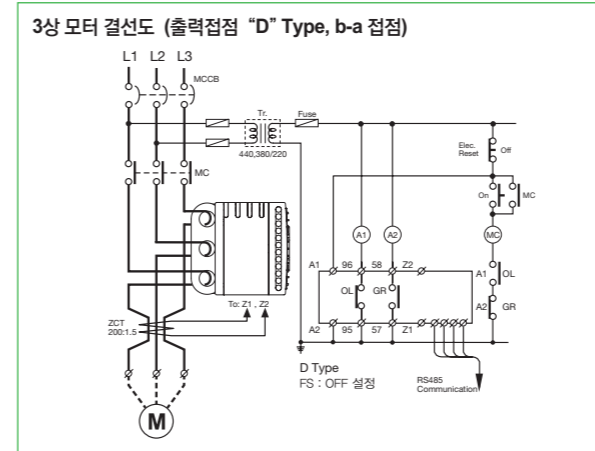 3상 모터 결선도 (출력접점 “D” Type, b-a 접점)
L1 L2 L3
MCCB
Tr.
Fuse
440,380/220
Elec.
Reset
Off
MC
On
MC
A1
A2
MC
A1
96
58
Z2
A1
OL
OL
GR
A2
GR
A2
95
57
Z1
To: Z1 , Z2
ZCT
200:1.5
D Type
FS : OFF 설정
RS485
Communication
M